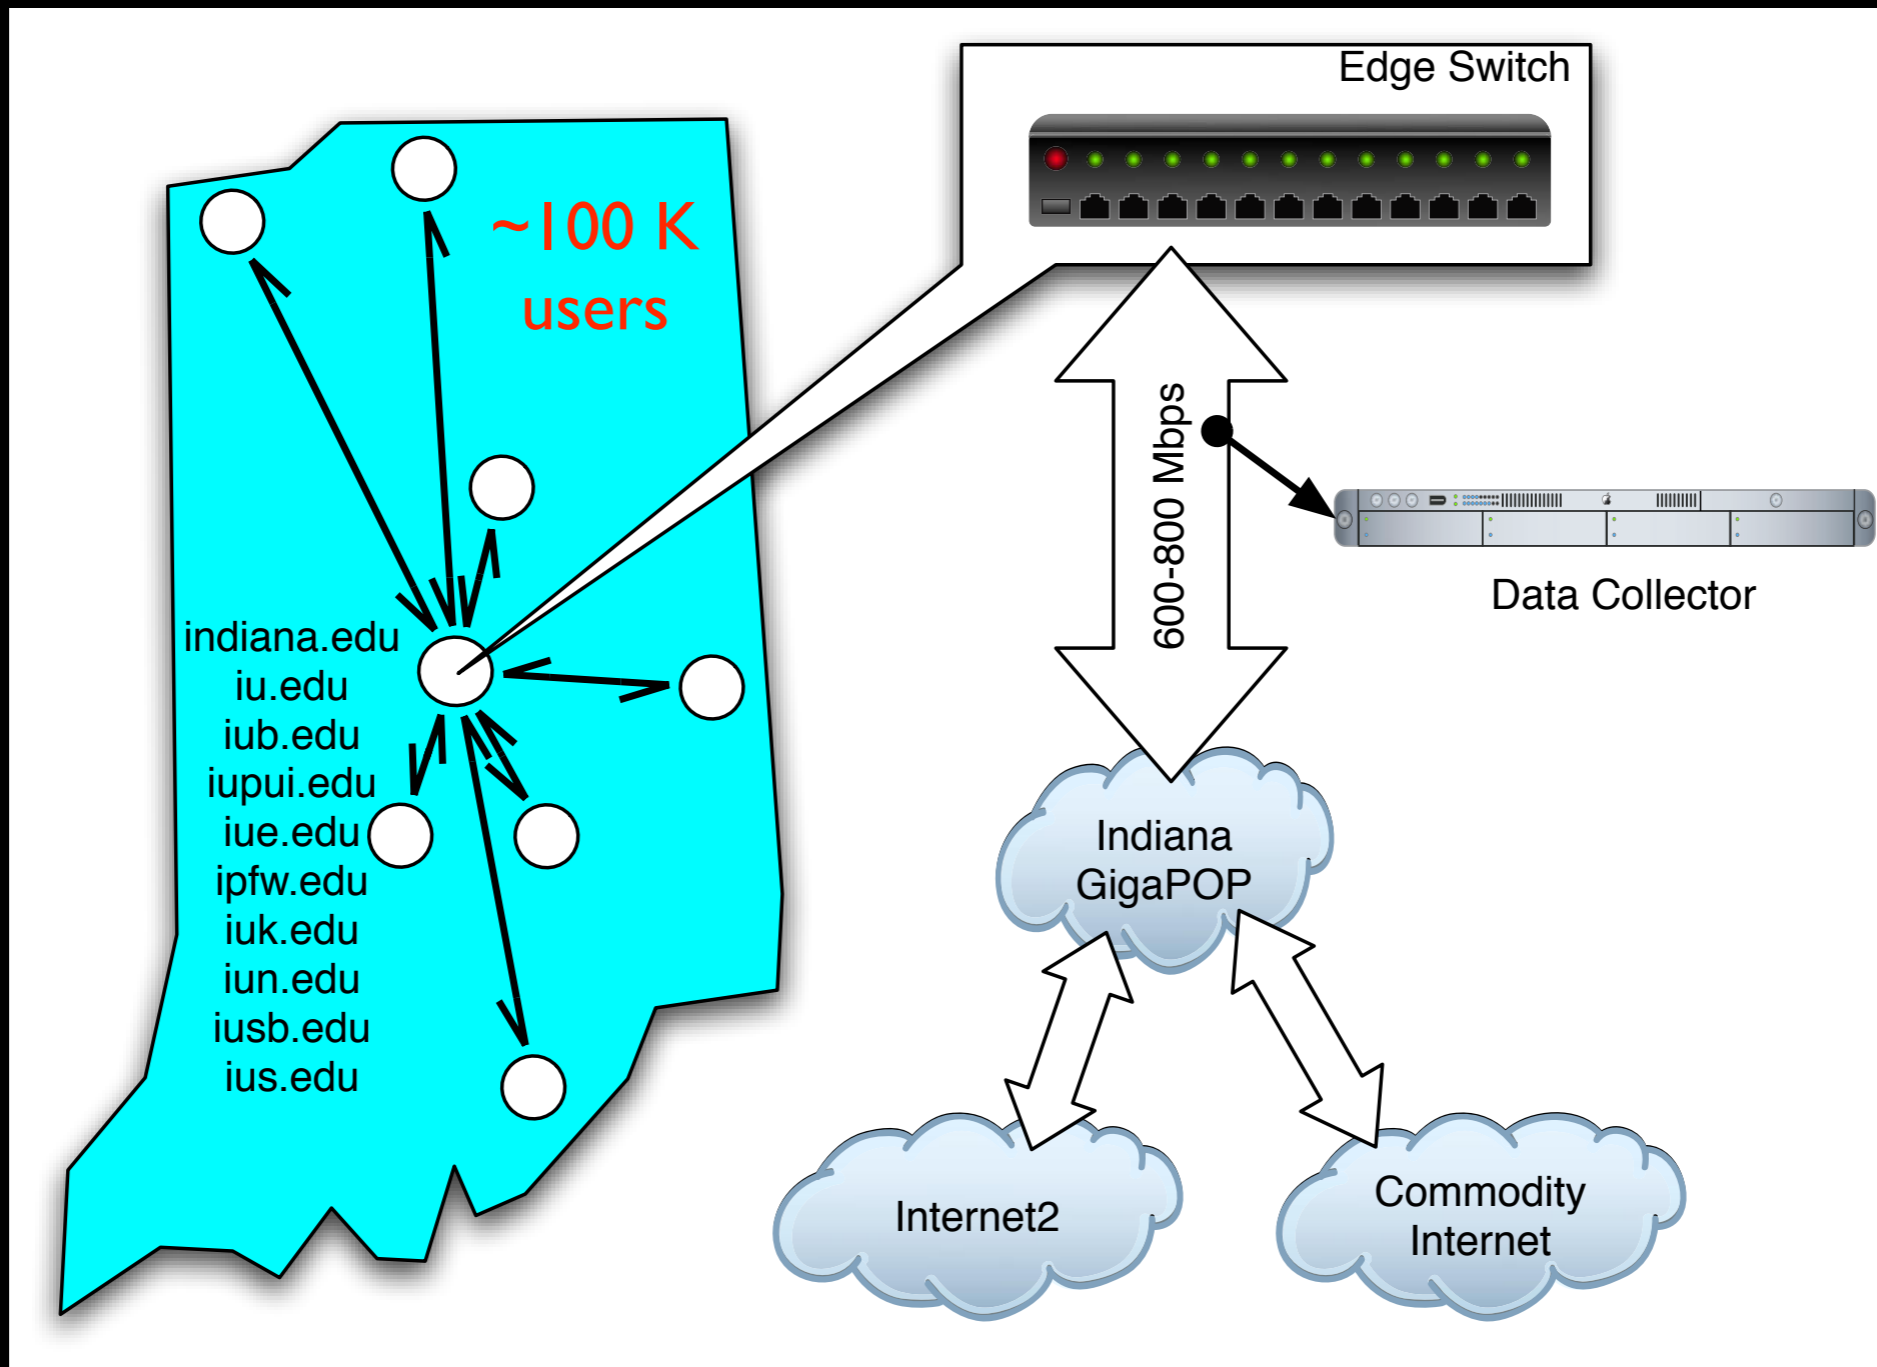 Edge Switch
~100 K
users
600-800 Mbps
Data Collector
indiana.edu
iu.edu
iub.edu
iupui.edu
iue.edu
ipfw.edu
iuk.edu
iun.edu
iusb.edu
ius.edu
Indiana
GigaPOP
Internet2
Commodity
Internet